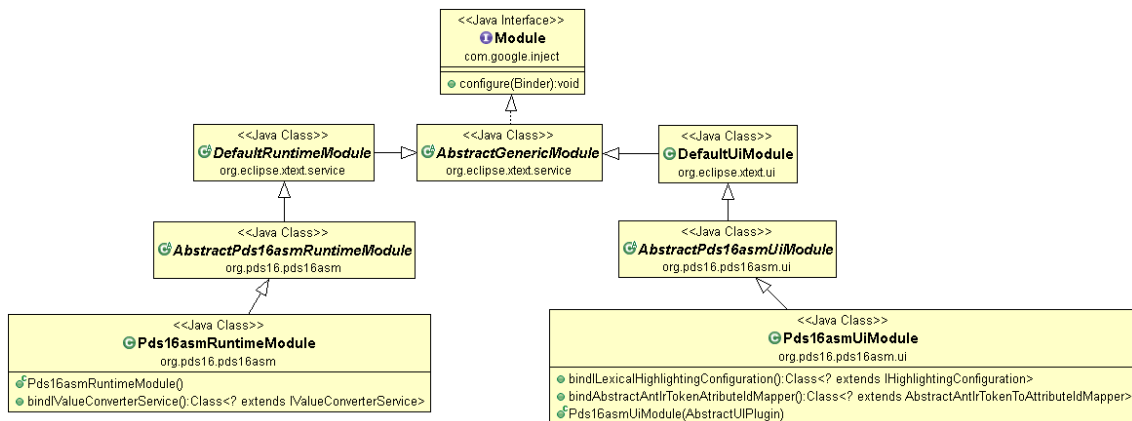 <<Java Interface>>
Module
com.google.inject
configure(Binder):void
<<Java Class>>
DefaultRuntimeModule
org.eclipse.xtext.service
<<Java Class>>
AbstractGenericModule
org.eclipse.xtext.service
<<Java Class>>
DefaultUiModule
org.eclipse.xtext.ui
<<Java Class>>
AbstractPds16asmRuntimeModule
org.pds16.pds16asm
<<Java Class>>
AbstractPds16asmUiModule
org.pds16.pds16asm.ui
<<Java Class>>
Pds16asmRuntimeModule
org.pds16.pds16asm
Pds16asmRuntimeModule()
bindIValueConverterService():Class<? extends IValueConverterService>
<<Java Class>>
Pds16asmUiModule
org.pds16.pds16asm.ui
bindILexicalHighlightingConfiguration():Class<? extends IHighlightingConfiguration>
bindAbstractAntlrTokenAtributeIdMapper():Class<? extends AbstractAntlrTokenToAttributeIdMapper>
Pds16asmUiModule(AbstractUIPlugin)